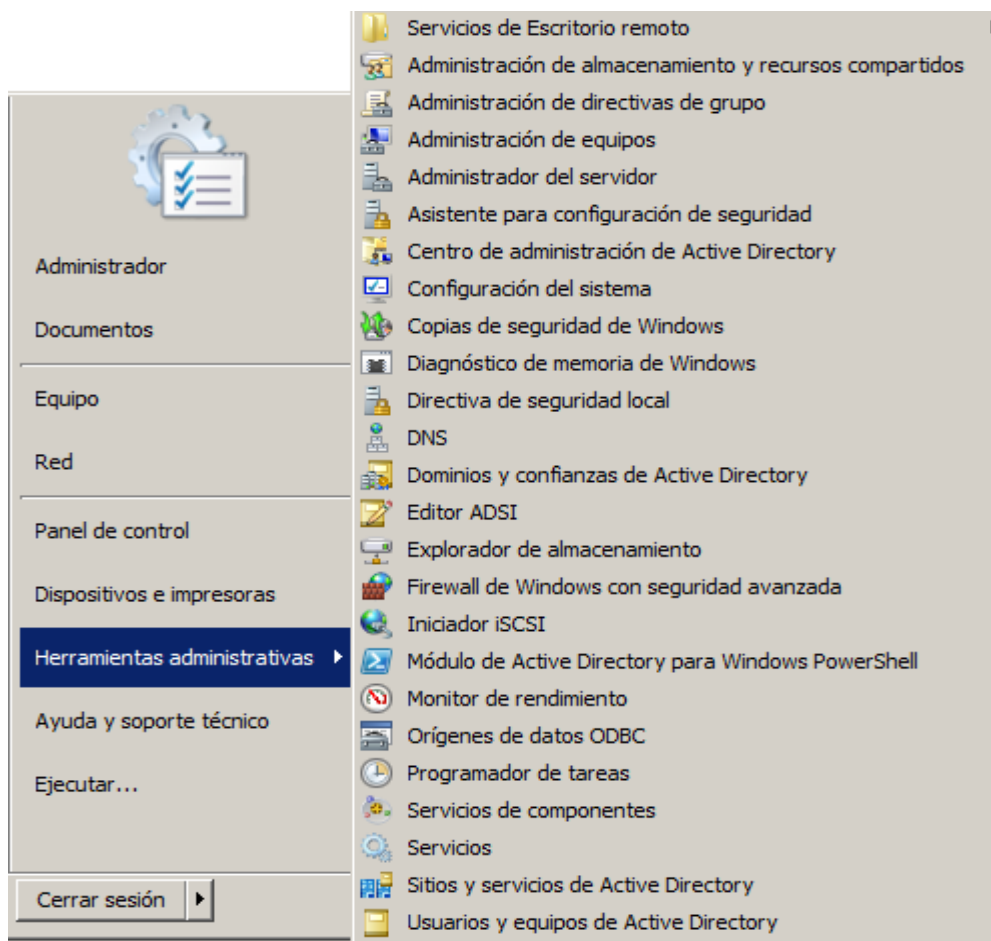 Administrador
Documentos
Equipo
Red
Panel de control
Dispositivos e impresoras
Herramientas administrativas
Ayuda y soporte técnico
Ejecutar...
Cerrar sesión
Servicios de Escritorio remoto
Administración de almacenamiento y recursos compartidos
Administración de directivas de grupo
Administración de equipos
Administrador del servidor
Asistente para configuración de seguridad
Centro de administración de Active Directory
Configuración del sistema
Copias de seguridad de Windows
Diagnóstico de memoria de Windows
Directiva de seguridad local
DNS
Dominios y confianzas de Active Directory
Editor ADSI
Explorador de almacenamiento
Firewall de Windows con seguridad avanzada
Iniciador iSCSI
Módulo de Active Directory para Windows PowerShell
Monitor de rendimiento
Orígenes de datos ODBC
Programador de tareas
Servicios de componentes
Servicios
Sitios y servicios de Active Directory
Usuarios y equipos de Active Directory